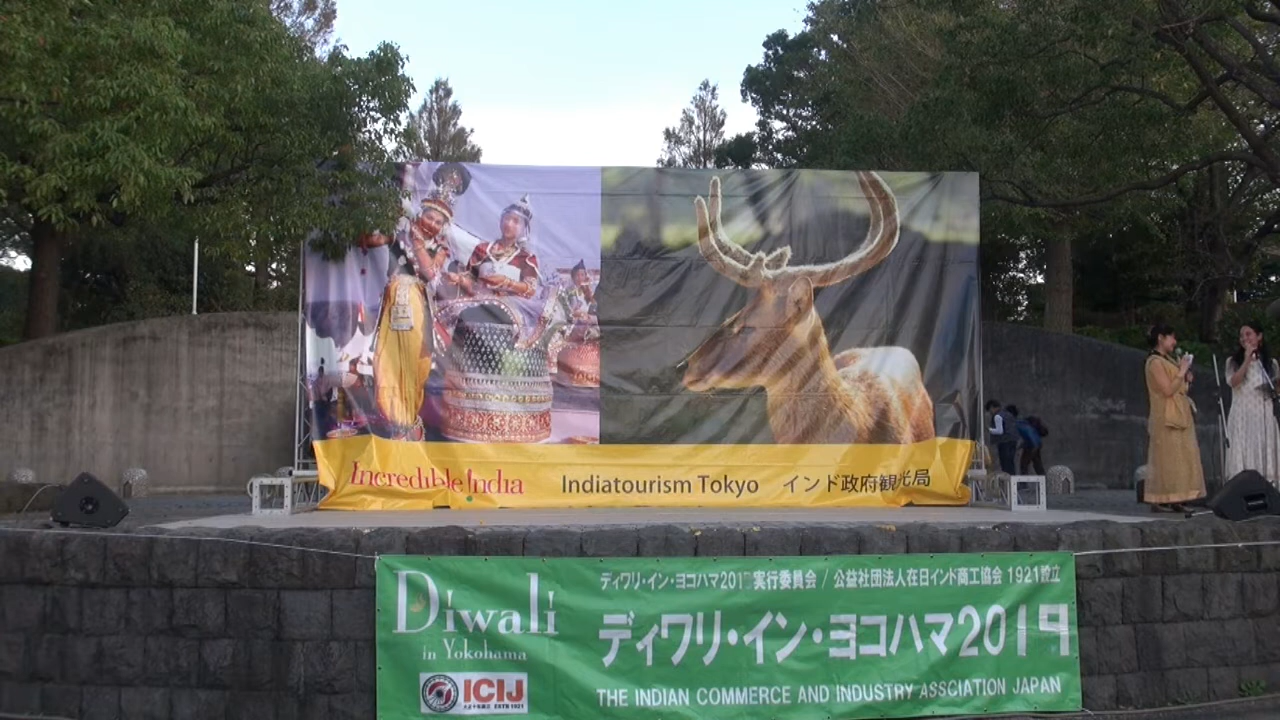 Incredible !ndia Indiatourism Tokyo インド政府観光局
Diwali
in Yokohama
ICIJ
ESTD 1921
ディワリ・イン・ヨコハマ2019実行委員会 / 公益社団法人在日インド商工協会 1921設立
ディワリ・イン・ヨコハマ2019
THE INDIAN COMMERCE AND INDUSTRY ASSCIATION JAPAN